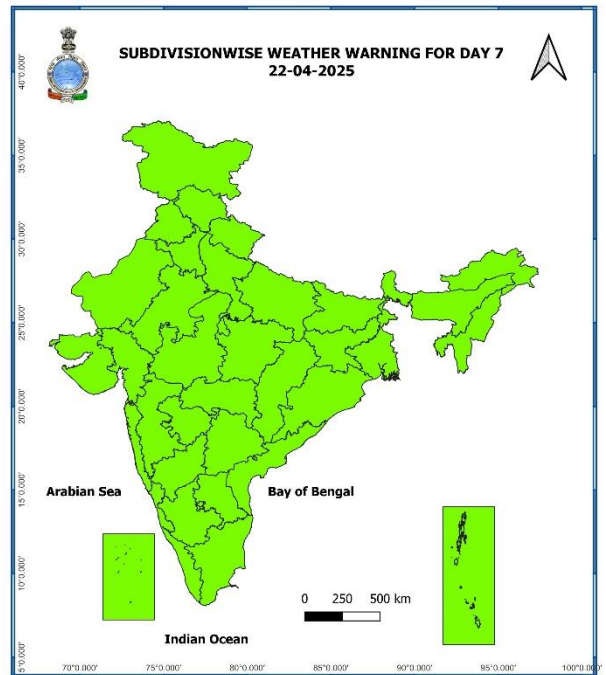 SUBDIVISIONWISE WEATHER WARNING FOR DAY 7
22-04-2025
40°0.000'
35°0.000'
30°0.000'
25°0.000'
20°0.000'
15°0.000'
10°0.000'
5°0.000'
Arabian Sea
Bay of Bengal
0 250 500 km
Indian Ocean
70°0.000' 75°0.000' 80°0.000' 85°0.000' 90°0.000' 95°0.000' 100°0.000'